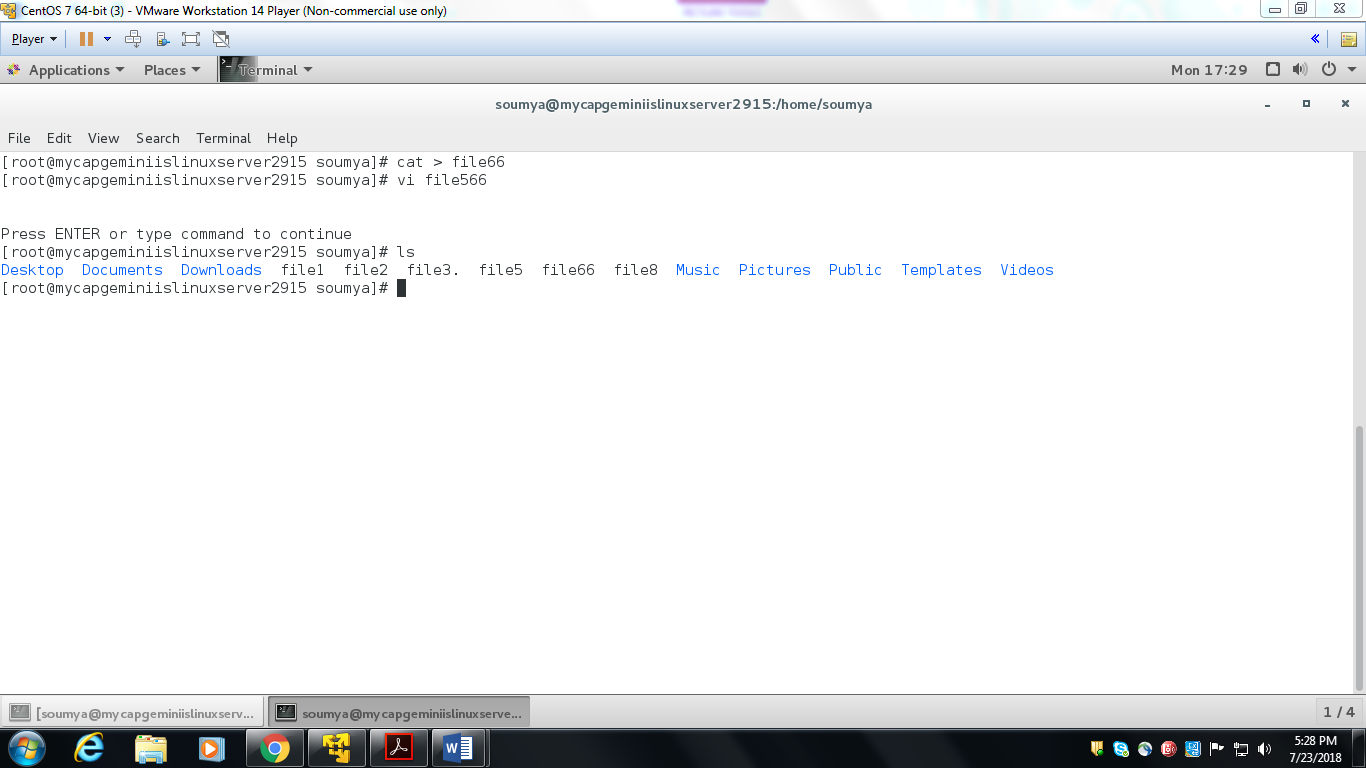 CentOS 7 64-bit (3) - VMware Workstation 14 Player (Non-commercial use only)
Player
Applications Places Terminal Mon 17:29
soumya@mycapgeminiislinuxserver2915:/home/soumya
File Edit View Search Terminal Help
[root@mycapgeminiislinuxserver2915 soumya]# cat > file66
[root@mycapgeminiislinuxserver2915 soumya]# vi file566
Press ENTER or type command to continue
[root@mycapgeminiislinuxserver2915 soumya]# ls
Desktop Documents Downloads file1 file2 file3. file5 file66 file8 Music Pictures Public Templates Videos
[root@mycapgeminiislinuxserver2915 soumya]#
[soumya@mycapgeminiislinuxserv... soumya@mycapgeminiislinuxserve... 1 / 4
5:28 PM
7/23/2018